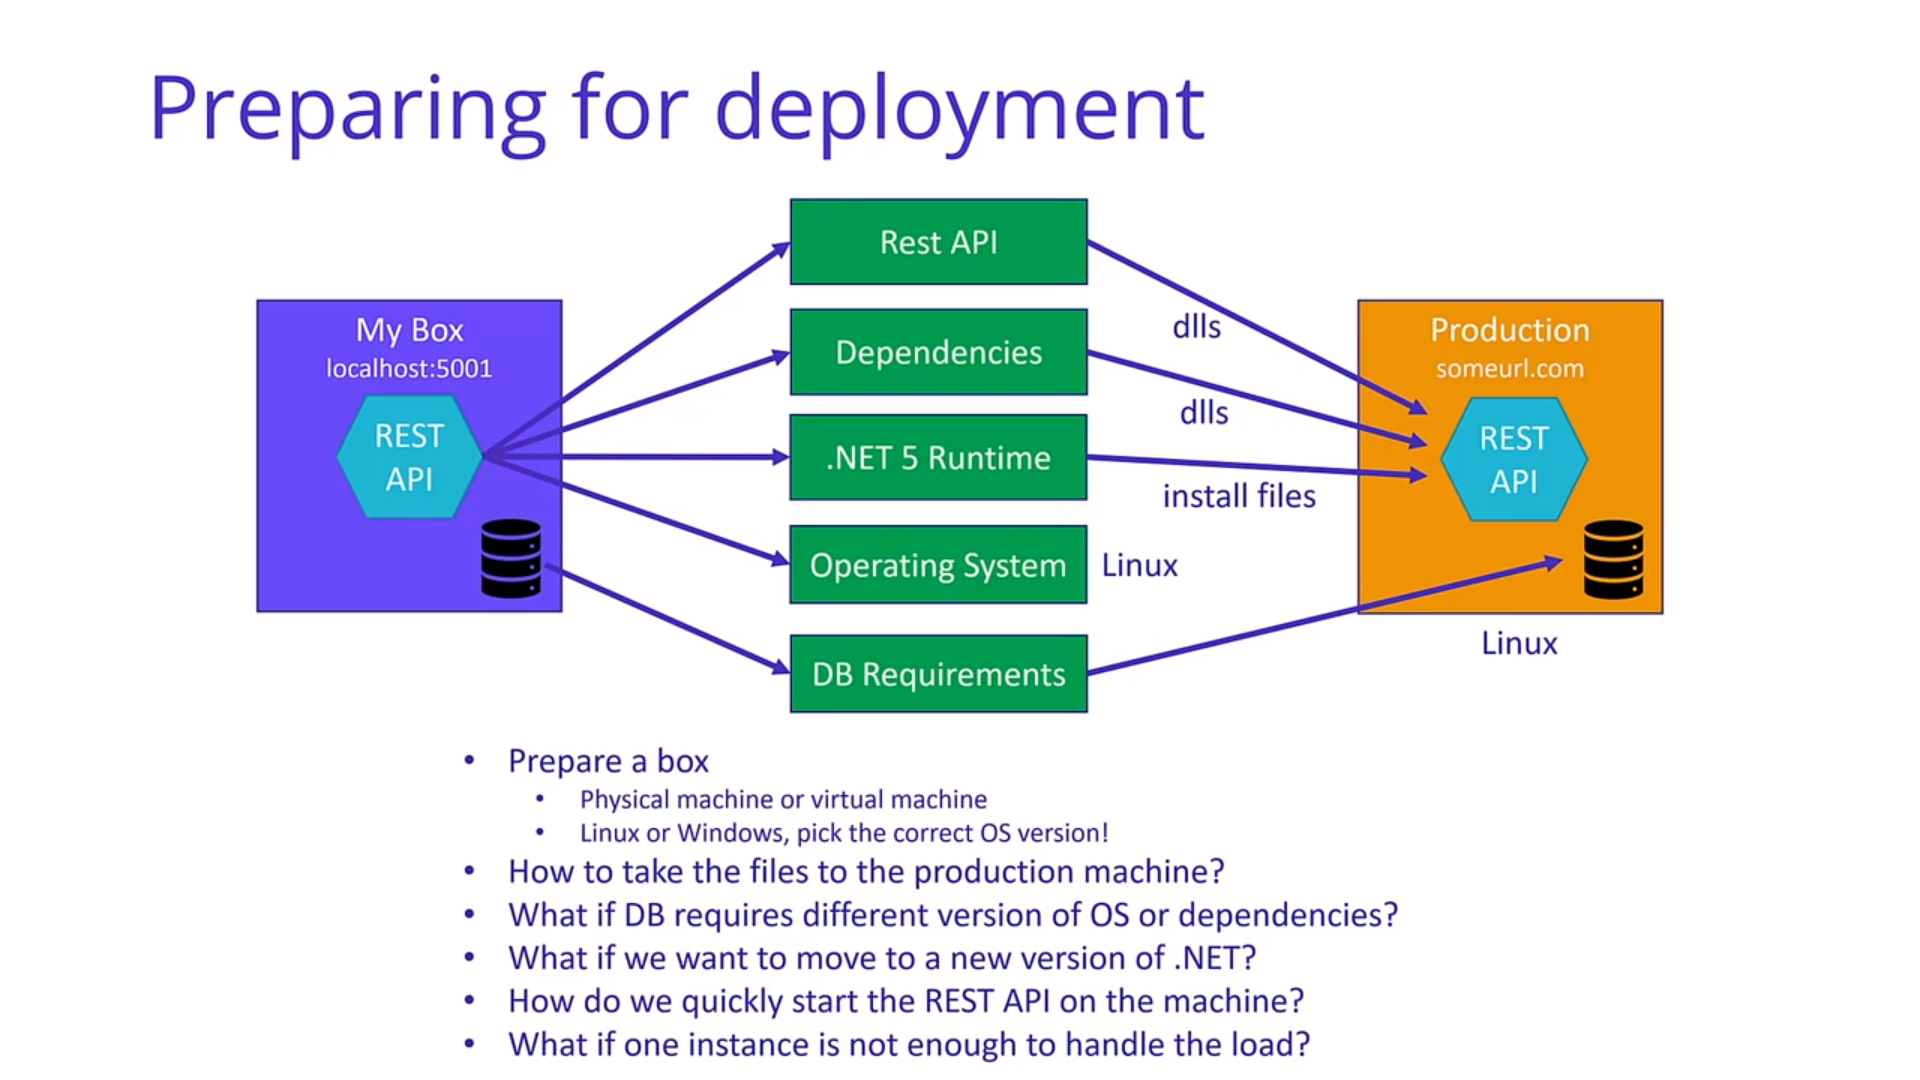 Preparing for deployment
My Box
localhost:5001
REST
API
Rest API
Dependencies
.NET 5 Runtime
Operating System
DB Requirements
dlls
dlls
install files
Linux
Production
someurl.com
REST
API
Linux
• Prepare a box
• Physical machine or virtual machine
• Linux or Windows, pick the correct OS version!
• How to take the files to the production machine?
• What if DB requires different version of OS or dependencies?
• What if we want to move to a new version of .NET?
• How do we quickly start the REST API on the machine?
• What if one instance is not enough to handle the load?